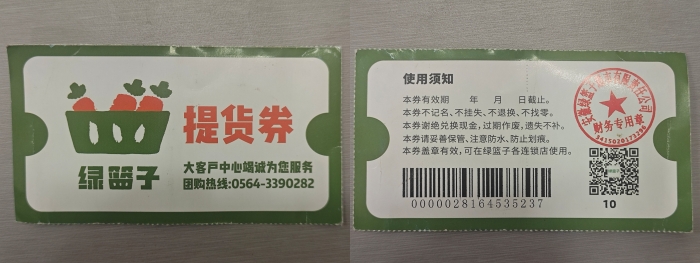 绿篮子
提货券
大客戸中心竭诚为您服务
团购热线:0564-3390282
使用须知
本券有效期 年 月 日截止。
本券不记名、不挂失、不退换、不找零。
本券谢绝兑换现金，过期作废，遗失不补。
本券请妥善保管、注意防水、防止划痕。
本券盖章有效，可在绿篮子各连锁店使用。
0000028164535237
财务专用章
10